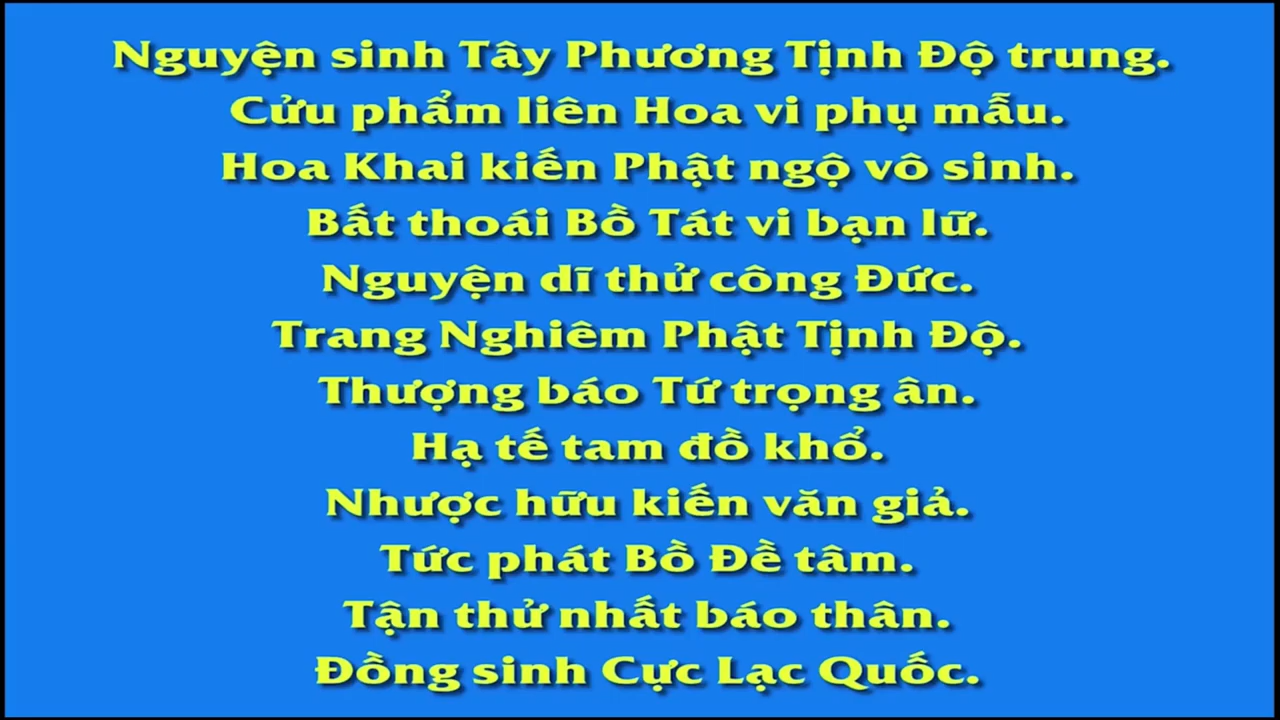 Nguyện sinh Tây Phương Tịnh Độ trung.
Cửu phẩm liên Hoa vi phụ mẫu.
Hoa Khai kiến Phật ngộ vô sinh.
Bất thoái Bồ Tát vi bạn lữ.
Nguyện dĩ thử công Đức.
Trang Nghiêm Phật Tịnh Độ.
Thượng báo Tứ trọng ân.
Hạ tế tam đồ khổ.
Nhược hữu kiến văn giả.
Tức phát Bồ Đề tâm.
Tận thử nhất báo thân.
Đồng sinh Cực Lạc Quốc.